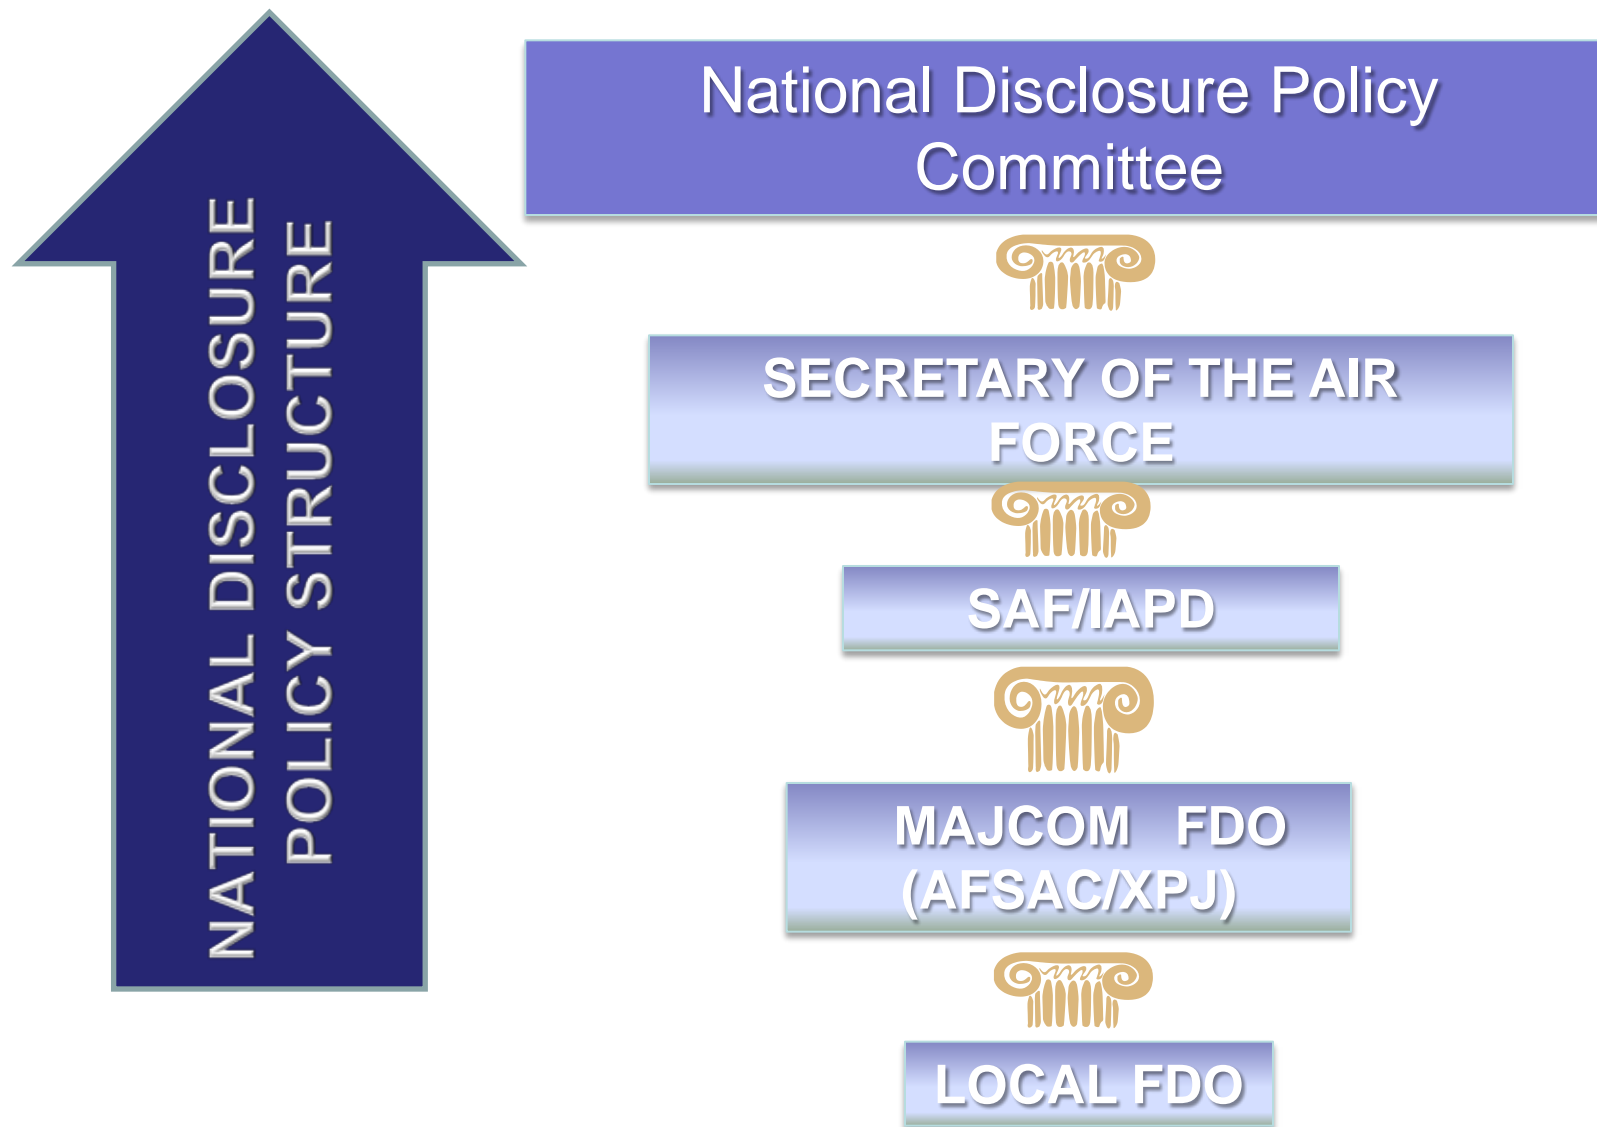 NATIONAL DISCLOSURE
POLICY STRUCTURE
National Disclosure Policy
Committee
SECRETARY OF THE AIR
FORCE
SAF/IAPD
MAJCOM FDO
(AFSAC/XPJ)
LOCAL FDO